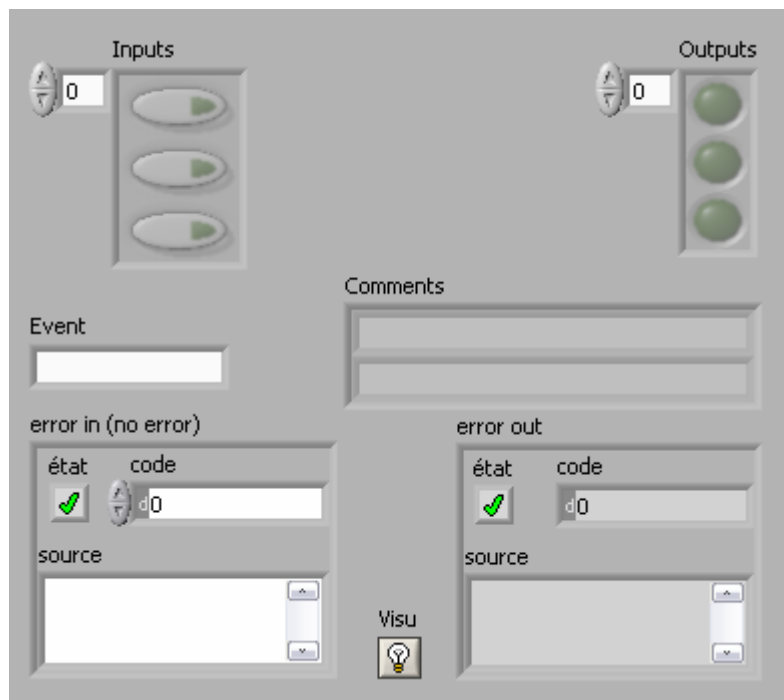 Inputs
Outputs
0
0
Comments
Event
error in (no error)
error out
état
code
état
code
d0
d0
source
source
Visu